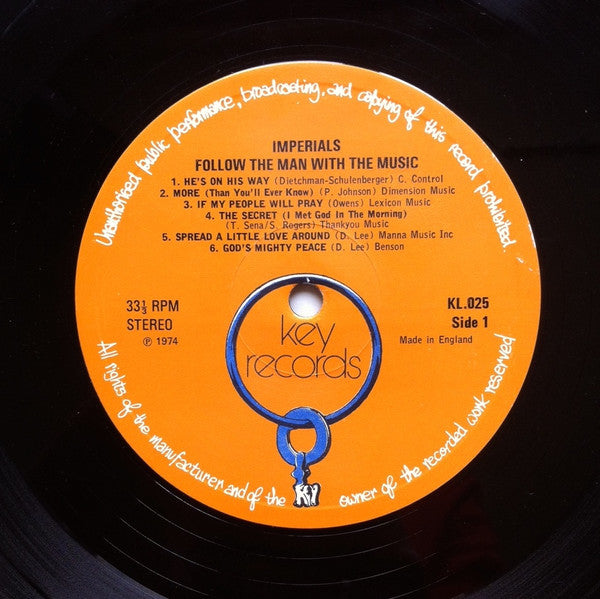 Unauthorised public performance, broadcasting, and copying of this record prohibited.
IMPERIALS
FOLLOW THE MAN WITH THE MUSIC
1. HE'S ON HIS WAY (Dietchman-Schulenberger) C. Control
2. MORE (Than You'll Ever Know) (P. Johnson) Dimension Music
3. IF MY PEOPLE WILL PRAY (Owens) Lexicon Music
4. THE SECRET (I Met God In The Morning)
(T. Sena/S. Rogers) Thankyou Music
5. SPREAD A LITTLE LOVE AROUND (D. Lee) Manna Music Inc
6. GOD'S MIGHTY PEACE (D. Lee) Benson
33⅓ RPM
STEREO
℗ 1974
KL.025
Side 1
Made in England
key
records
KY
All rights of the manufacturer and of the owner of the recorded work reserved